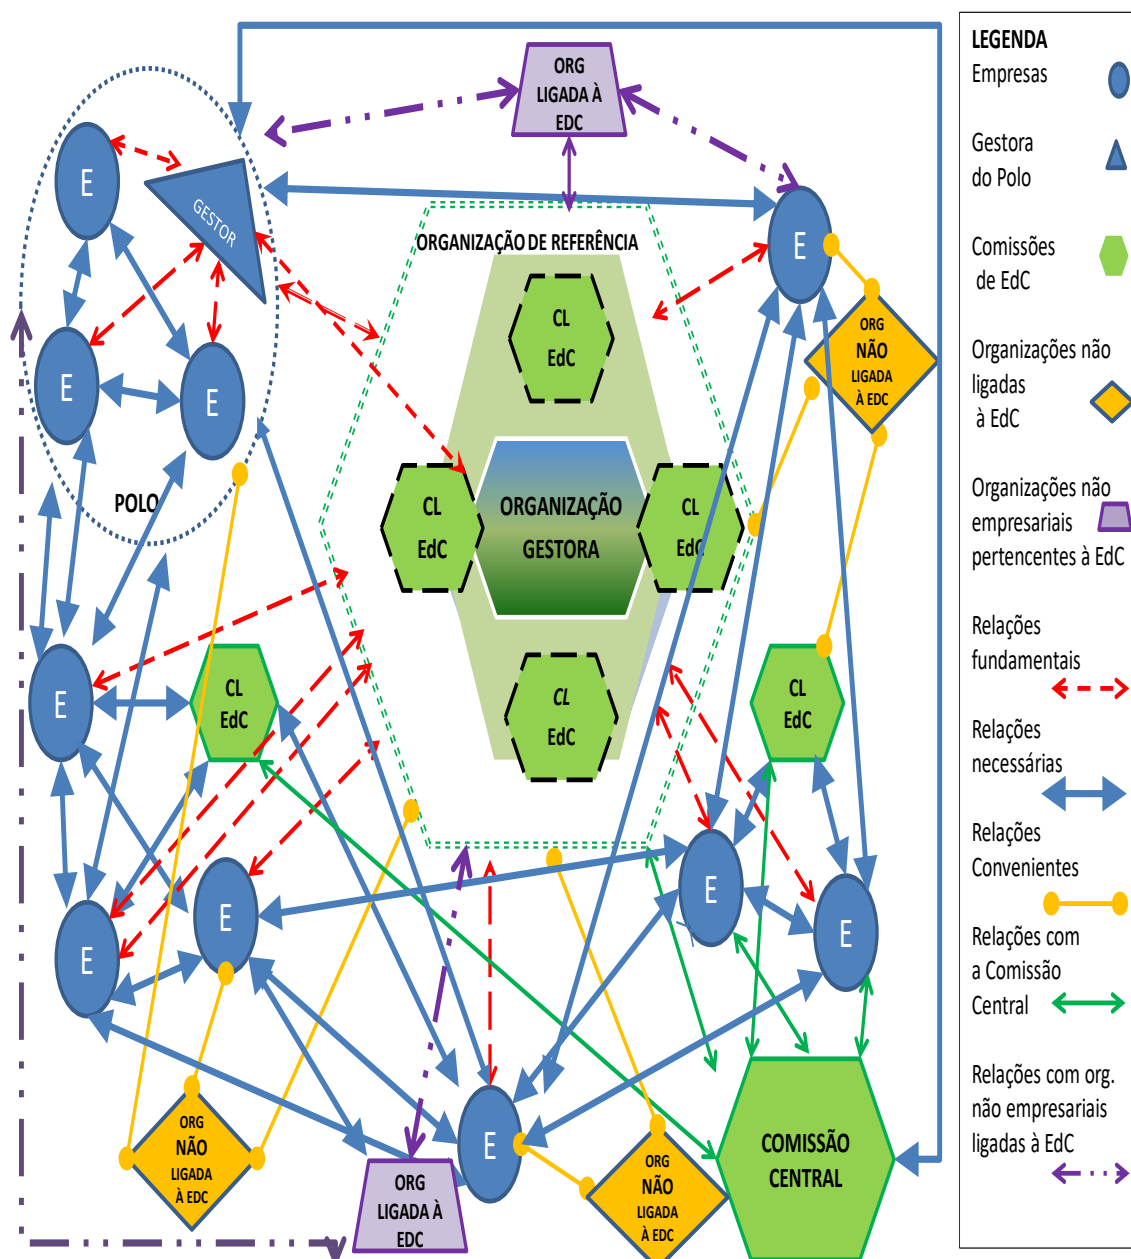 ORG
LIGADA À
EDC
E
GESTOR
E
E
POLO
ORGANIZAÇÃO DE REFERÊNCIA
CL
EdC
E
ORG
NÃO
LIGADA
À EDC
CL
EdC
ORGANIZAÇÃO
GESTORA
CL
EdC
CL
EdC
E
CL
EdC
CL
EdC
E
E
E
E
ORG
NÃO
LIGADA
À EDC
ORG
LIGADA À
EDC
E
ORG
NÃO
LIGADA
À EDC
COMISSÃO
CENTRAL
LEGENDA
Empresas
Gestora
do Polo
Comissões
de EdC
Organizações não
ligadas
à EdC
Organizações não
empresariais
pertencentes à EdC
Relações
fundamentais
Relações
necessárias
Relações
Convenientes
Relações com
a Comissão
Central
Relações com org.
não empresariais
ligadas à EdC